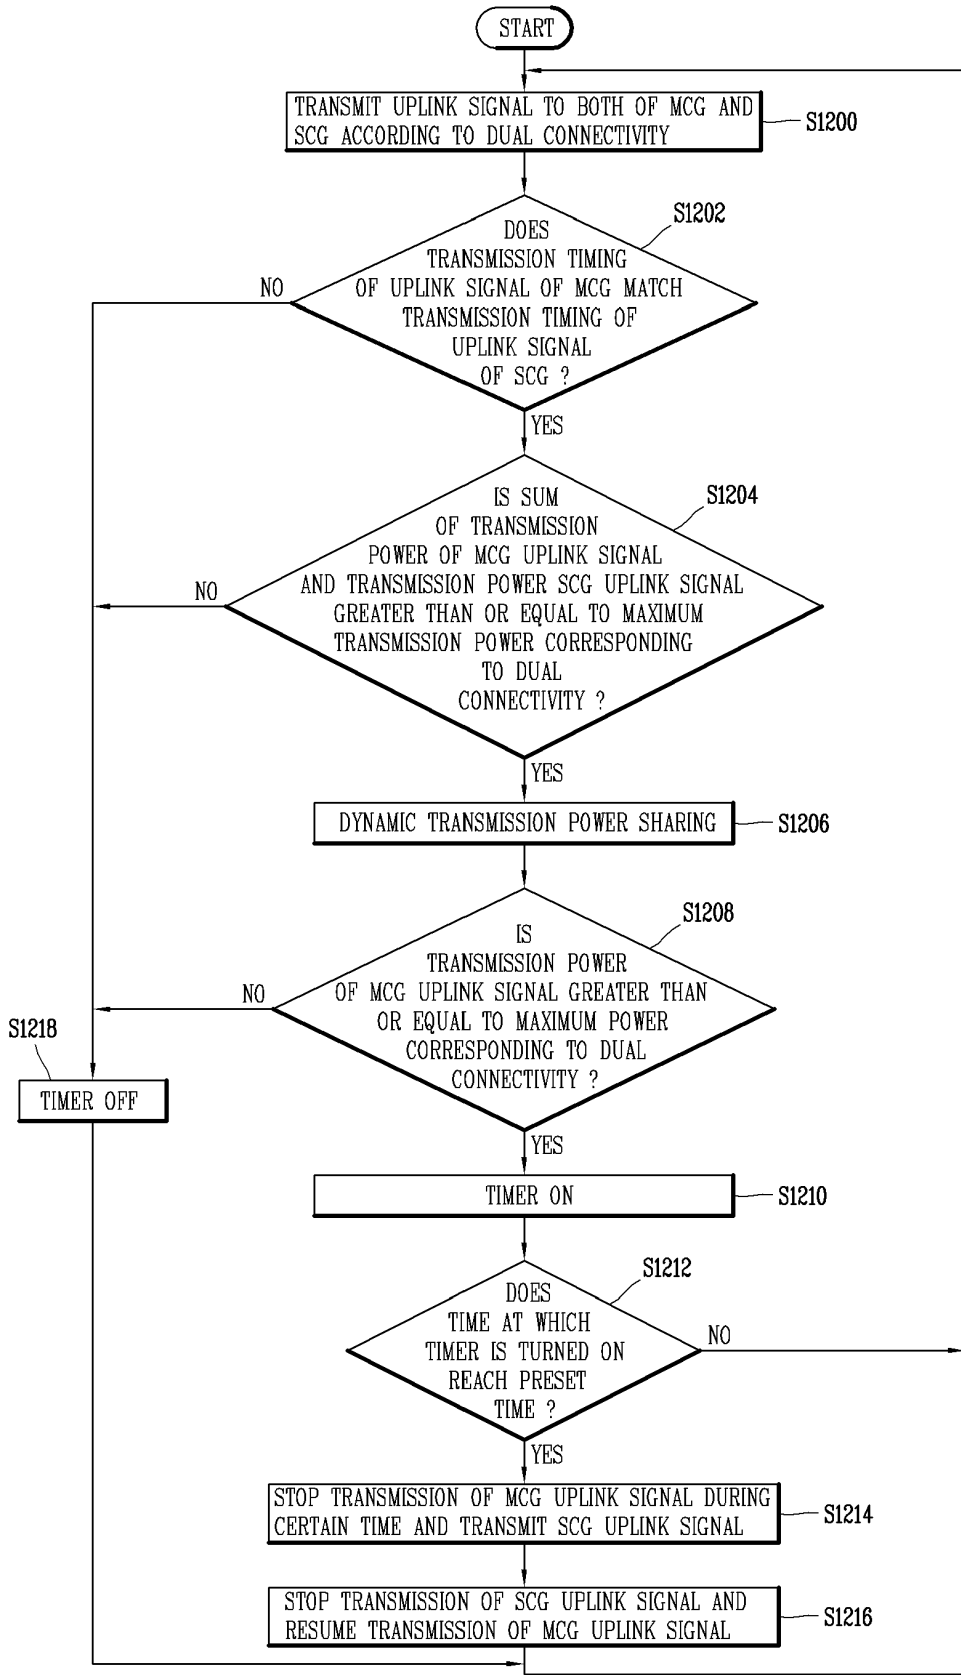 START
TRANSMIT UPLINK SIGNAL TO BOTH OF MCG AND
SCG ACCORDING TO DUAL CONNECTIVITY
S1200
S1202
DOES
TRANSMISSION TIMING
OF UPLINK SIGNAL OF MCG MATCH
TRANSMISSION TIMING OF
UPLINK SIGNAL
OF SCG ?
NO
YES
S1204
IS SUM
OF TRANSMISSION
POWER OF MCG UPLINK SIGNAL
AND TRANSMISSION POWER SCG UPLINK SIGNAL
GREATER THAN OR EQUAL TO MAXIMUM
TRANSMISSION POWER CORRESPONDING
TO DUAL
CONNECTIVITY ?
NO
YES
DYNAMIC TRANSMISSION POWER SHARING
S1206
S1208
IS
TRANSMISSION POWER
OF MCG UPLINK SIGNAL GREATER THAN
OR EQUAL TO MAXIMUM POWER
CORRESPONDING TO DUAL
CONNECTIVITY ?
NO
S1218
TIMER OFF
YES
TIMER ON
S1210
S1212
DOES
TIME AT WHICH
TIMER IS TURNED ON
REACH PRESET
TIME ?
NO
YES
STOP TRANSMISSION OF MCG UPLINK SIGNAL DURING
CERTAIN TIME AND TRANSMIT SCG UPLINK SIGNAL
S1214
STOP TRANSMISSION OF SCG UPLINK SIGNAL AND
RESUME TRANSMISSION OF MCG UPLINK SIGNAL
S1216